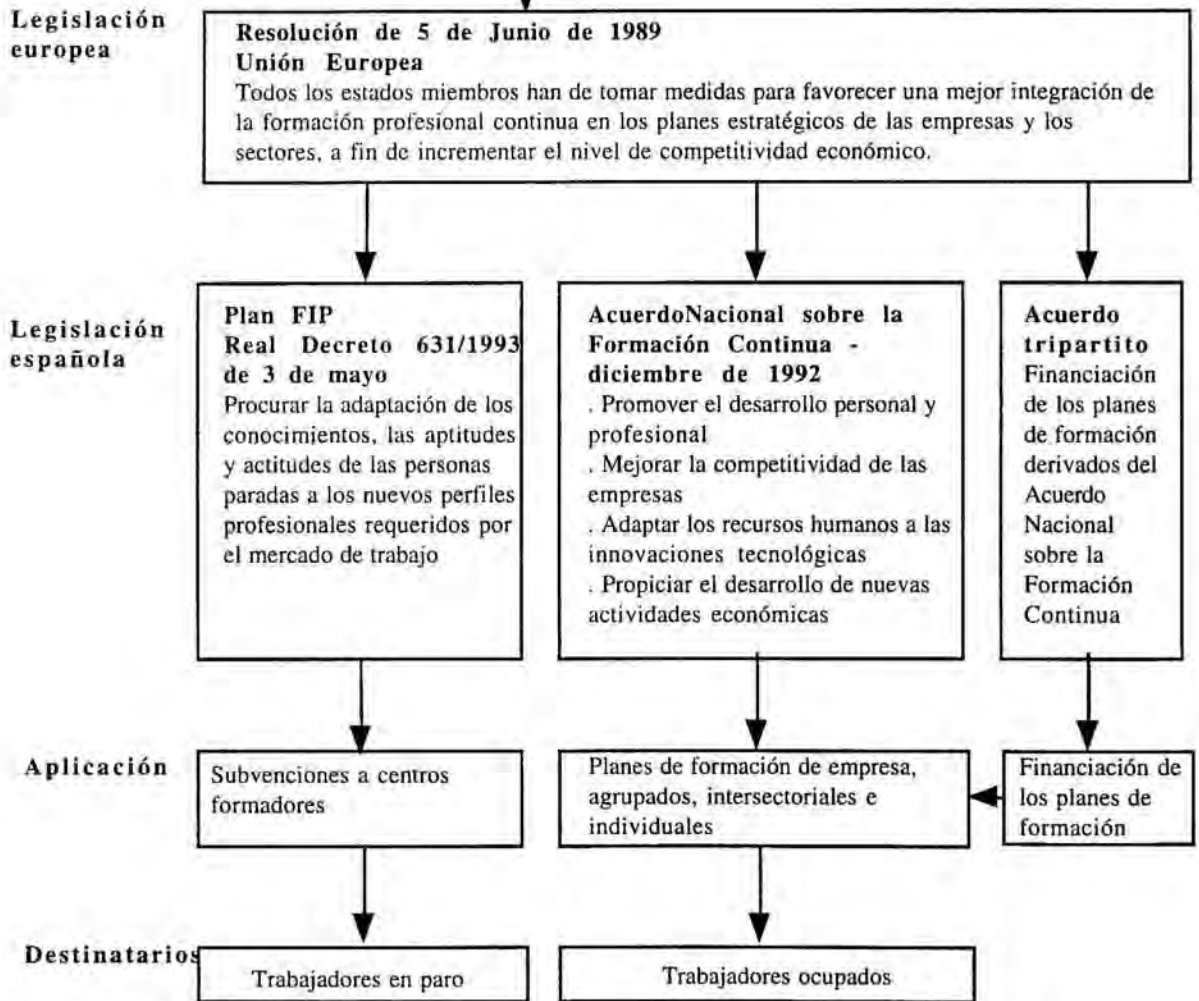 Legislación
europea
Resolución de 5 de Junio de 1989
Unión Europea
Todos los estados miembros han de tomar medidas para favorecer una mejor integración de
la formación profesional continua en los planes estratégicos de las empresas y los
sectores, a fin de incrementar el nivel de competitividad económico.
Legislación
española
Plan FIP
Real Decreto 631/1993
de 3 de mayo
Procurar la adaptación de los
conocimientos, las aptitudes
y actitudes de las personas
paradas a los nuevos perfiles
profesionales requeridos por
el mercado de trabajo
AcuerdoNacional sobre la
Formación Continua -
diciembre de 1992
. Promover el desarrollo personal y
profesional
. Mejorar la competitividad de las
empresas
. Adaptar los recursos humanos a las
innovaciones tecnológicas
. Propiciar el desarrollo de nuevas
actividades económicas
Acuerdo
tripartito
Financiación
de los planes
de formación
derivados del
Acuerdo
Nacional
sobre la
Formación
Continua
Aplicación
Subvenciones a centros
formadores
Planes de formación de empresa,
agrupados, intersectoriales e
individuales
Financiación de
los planes de
formación
Destinatarios
Trabajadores en paro
Trabajadores ocupados